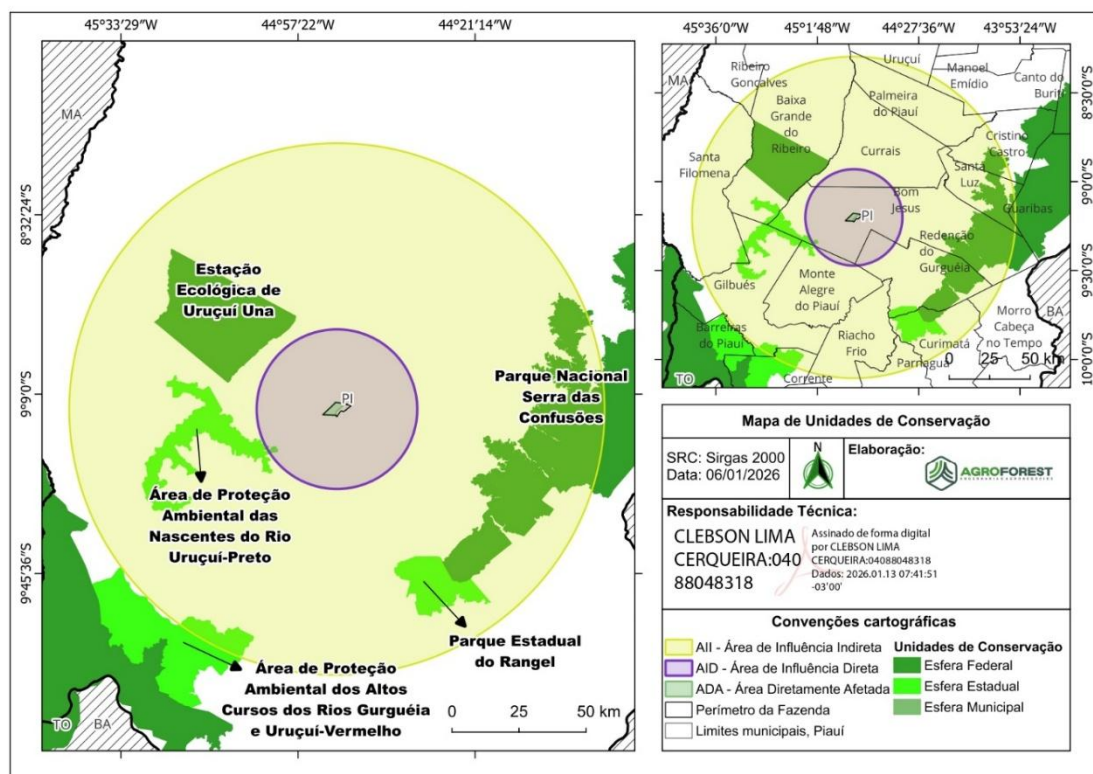 45°33'29"W 44°57'22"W 44°21'14"W
8°32'24"S
9°9'0"S
9°45'36"S
MA
Estação
Ecológica de
Uruçuí Una
PI
Parque Nacional
Serra das
Confusões
Área de Proteção
Ambiental das
Nascentes do Rio
Uruçuí-Preto
Parque Estadual
do Rangel
Área de Proteção
Ambiental dos Altos
Cursos dos Rios Gurguéia
e Uruçuí-Vermelho
TO
BA
0 25 50 km
45°36'0"W 45°1'48"W 44°27'36"W 43°53'24"W
8°30'0"S
9°0'0"S
9°30'0"S
10°0'0"S
MA
Ribeiro
Gonçalves
Uruçuí
Manoel
Emídio
Canto do
Buriti
Baixa
Grande
do
Ribeiro
Palmeira
do Piauí
Cristino
Castro
Santa
Filomena
Currais
Santa
Luz
Bom
Jesus
PI
Guaribas
Redenção
do
Gurguéia
Gilbués
Monte
Alegre
do Piauí
Morro
Cabeça
no Tempo
BA
Barreiras
do Piauí
Riacho
Frio
Curimatá
Parnaguá
Corrente
TO
0 25 50 km
Mapa de Unidades de Conservação
SRC: Sirgas 2000
Data: 06/01/2026
N
Elaboração:
AGROFOREST
Responsabilidade Técnica:
CLEBSON LIMA
CERQUEIRA:040
88048318
Assinado de forma digital
por CLEBSON LIMA
CERQUEIRA:04088048318
Dados: 2026.01.13 07:41:51
-03'00'
Convenções cartográficas
AII - Área de Influência Indireta
AID - Área de Influência Direta
ADA - Área Diretamente Afetada
Perímetro da Fazenda
Limites municipais, Piauí
Unidades de Conservação
Esfera Federal
Esfera Estadual
Esfera Municipal